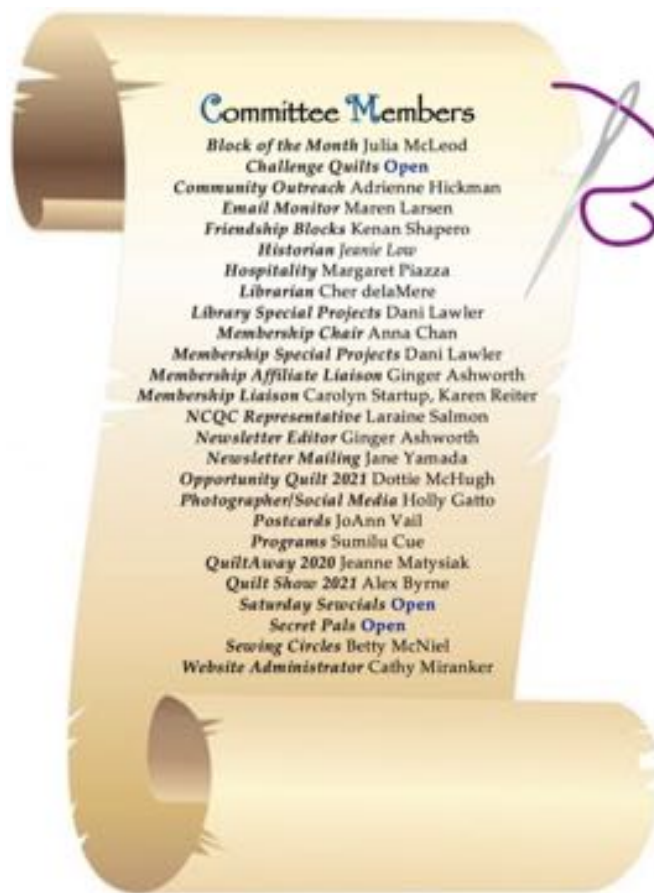 Committee Members
Block of the Month Julia McLeod
Challenge Quilts Open
Community Outreach Adrienne Hickman
Email Monitor Maren Larsen
Friendship Blocks Kenan Shapero
Historian Jeanie Low
Hospitality Margaret Piazza
Librarian Cher delaMere
Library Special Projects Dani Lawler
Membership Chair Anna Chan
Membership Special Projects Dani Lawler
Membership Affiliate Liaison Ginger Ashworth
Membership Liaison Carolyn Startup, Karen Reiter
NCQC Representative Laraine Salmon
Newsletter Editor Ginger Ashworth
Newsletter Mailing Jane Yamada
Opportunity Quilt 2021 Dottie McHugh
Photographer/Social Media Holly Gatto
Postcards JoAnn Vail
Programs Sumilu Cue
QuiltAway 2020 Jeanne Matysiak
Quilt Show 2021 Alex Byrne
Saturday Sewcials Open
Secret Pals Open
Sewing Circles Betty McNiel
Website Administrator Cathy Miranker